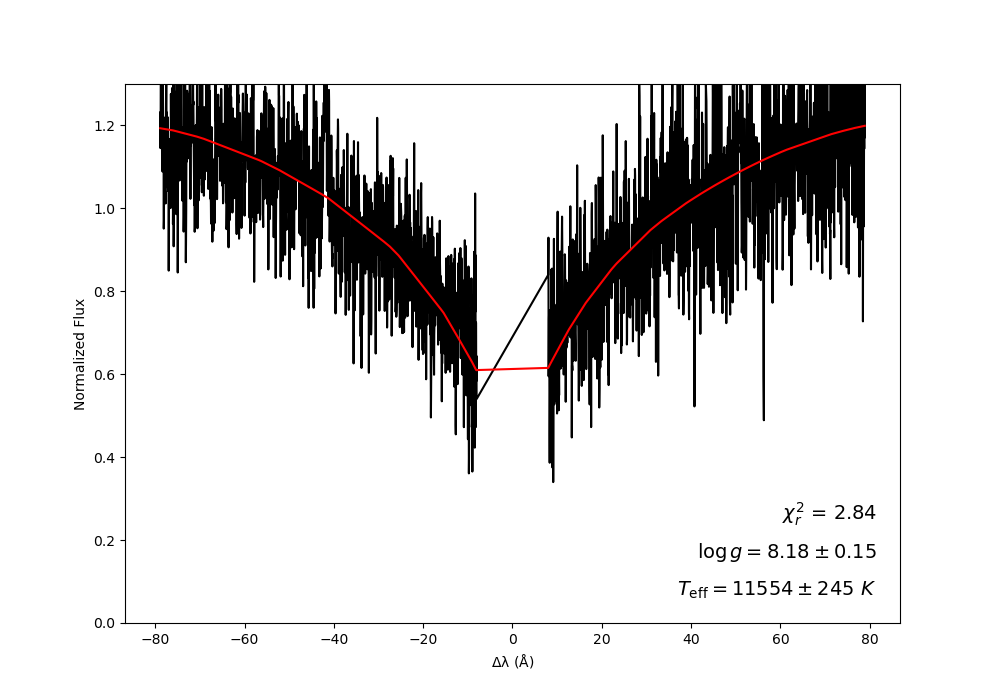 1.2
1.0
0.8
0.6
0.4
0.2
0.0
Normalized Flux
χ²ᵣ = 2.84
log g = 8.18 ± 0.15
T_eff = 11554 ± 245 K
−80 −60 −40 −20 0 20 40 60 80
Δλ (Å)